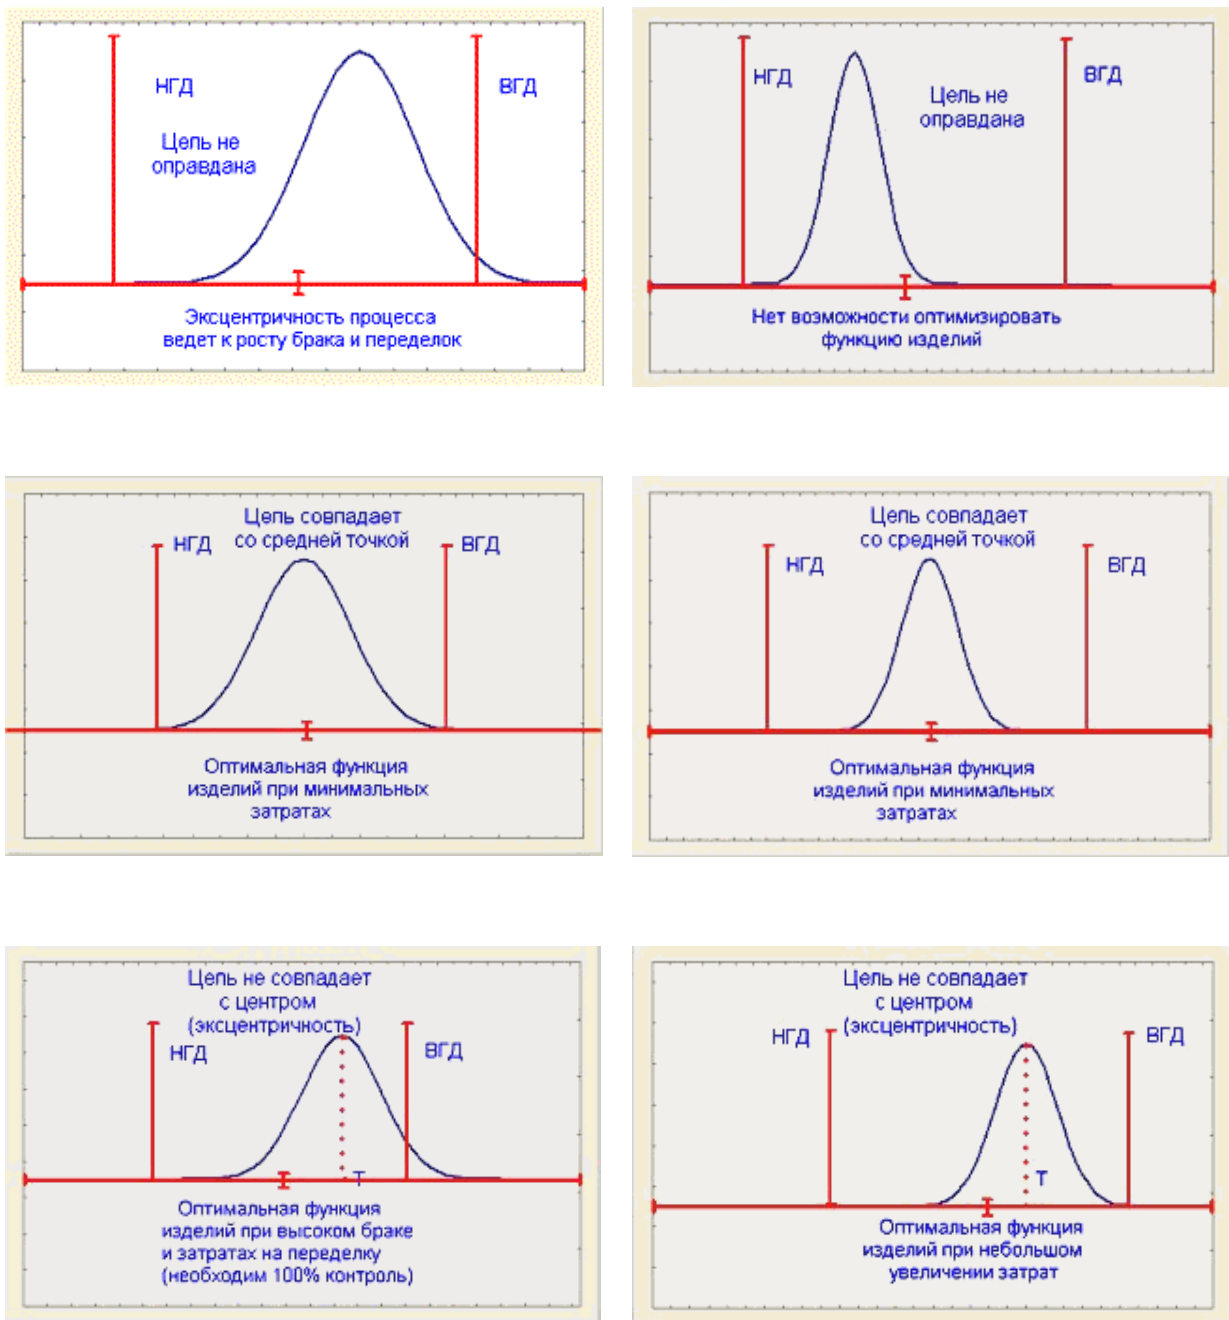 НГД
ВГД
Цель не
оправдана
Эксцентричность процесса
ведет к росту брака и переделок
НГД
ВГД
Цель не
оправдана
Нет возможности оптимизировать
функцию изделий
Цель совпадает
со средней точкой
НГД
ВГД
Оптимальная функция
изделий при минимальных
затратах
Цель совпадает
со средней точкой
НГД
ВГД
Оптимальная функция
изделий при минимальных
затратах
Цель не совпадает
с центром
(эксцентричность)
НГД
ВГД
Т
Оптимальная функция
изделий при высоком браке
и затратах на переделку
(необходим 100% контроль)
Цель не совпадает
с центром
(эксцентричность)
НГД
ВГД
Т
Оптимальная функция
изделий при небольшом
увеличении затрат